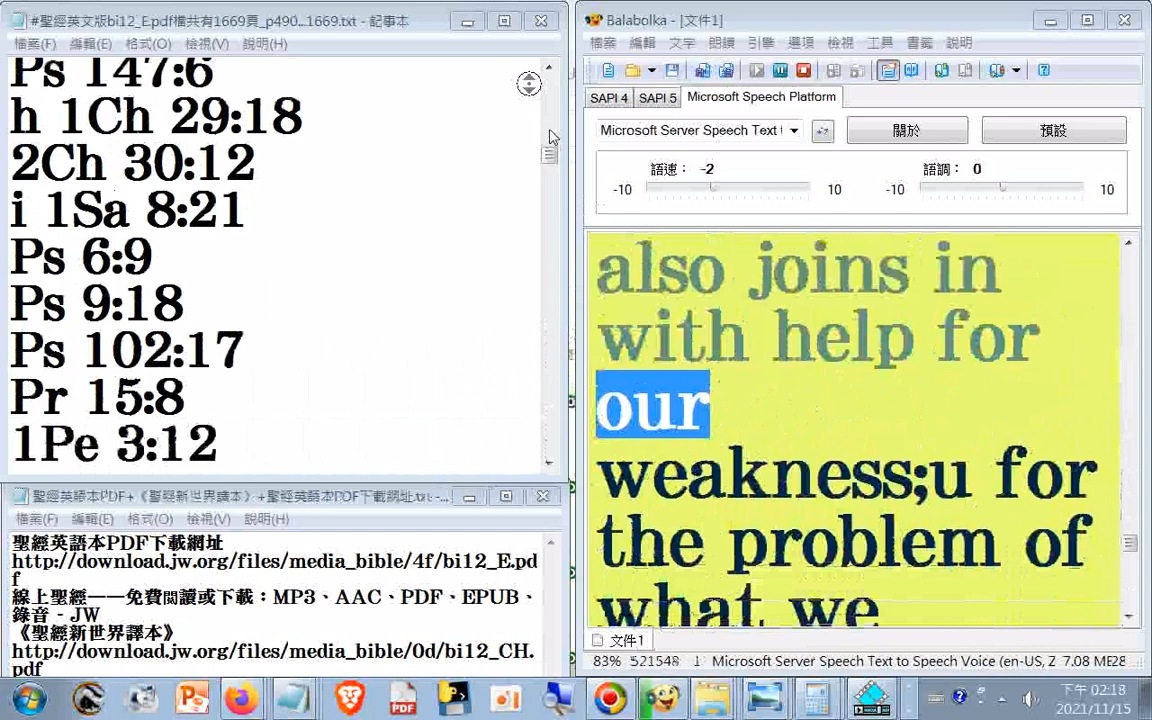 #聖經英文版bi12_E.pdf檔共有1669頁_p490...1669.txt - 記事本
檔案(F) 編輯(E) 格式(O) 檢視(V) 說明(H)
Ps 147:6
h 1Ch 29:18
2Ch 30:12
i 1Sa 8:21
Ps 6:9
Ps 9:18
Ps 102:17
Pr 15:8
1Pe 3:12
聖經英語本PDF+《聖經新世界譯本》+聖經英語本PDF下載網址.txt -...
檔案(F) 編輯(E) 格式(O) 檢視(V) 說明(H)
聖經英語本PDF下載網址
http://download.jw.org/files/media_bible/4f/bi12_E.pd
f
線上聖經——免費閱讀或下載：MP3、AAC、PDF、EPUB、
錄音 - JW
《聖經新世界譯本》
http://download.jw.org/files/media_bible/0d/bi12_CH.
pdf
Balabolka - [文件1]
檔案 編輯 文字 朗讀 引擎 選項 檢視 工具 書籤 說明
SAPI 4 SAPI 5 Microsoft Speech Platform
Microsoft Server Speech Text 關於 預設
語速： -2 語調： 0
-10 10 -10 10
also joins in
with help for
our
weakness;u for
the problem of
what we
文件1
83% 521548 1 Microsoft Server Speech Text to Speech Voice (en-US, Z 7.08 ME28
下午 02:18
2021/11/15